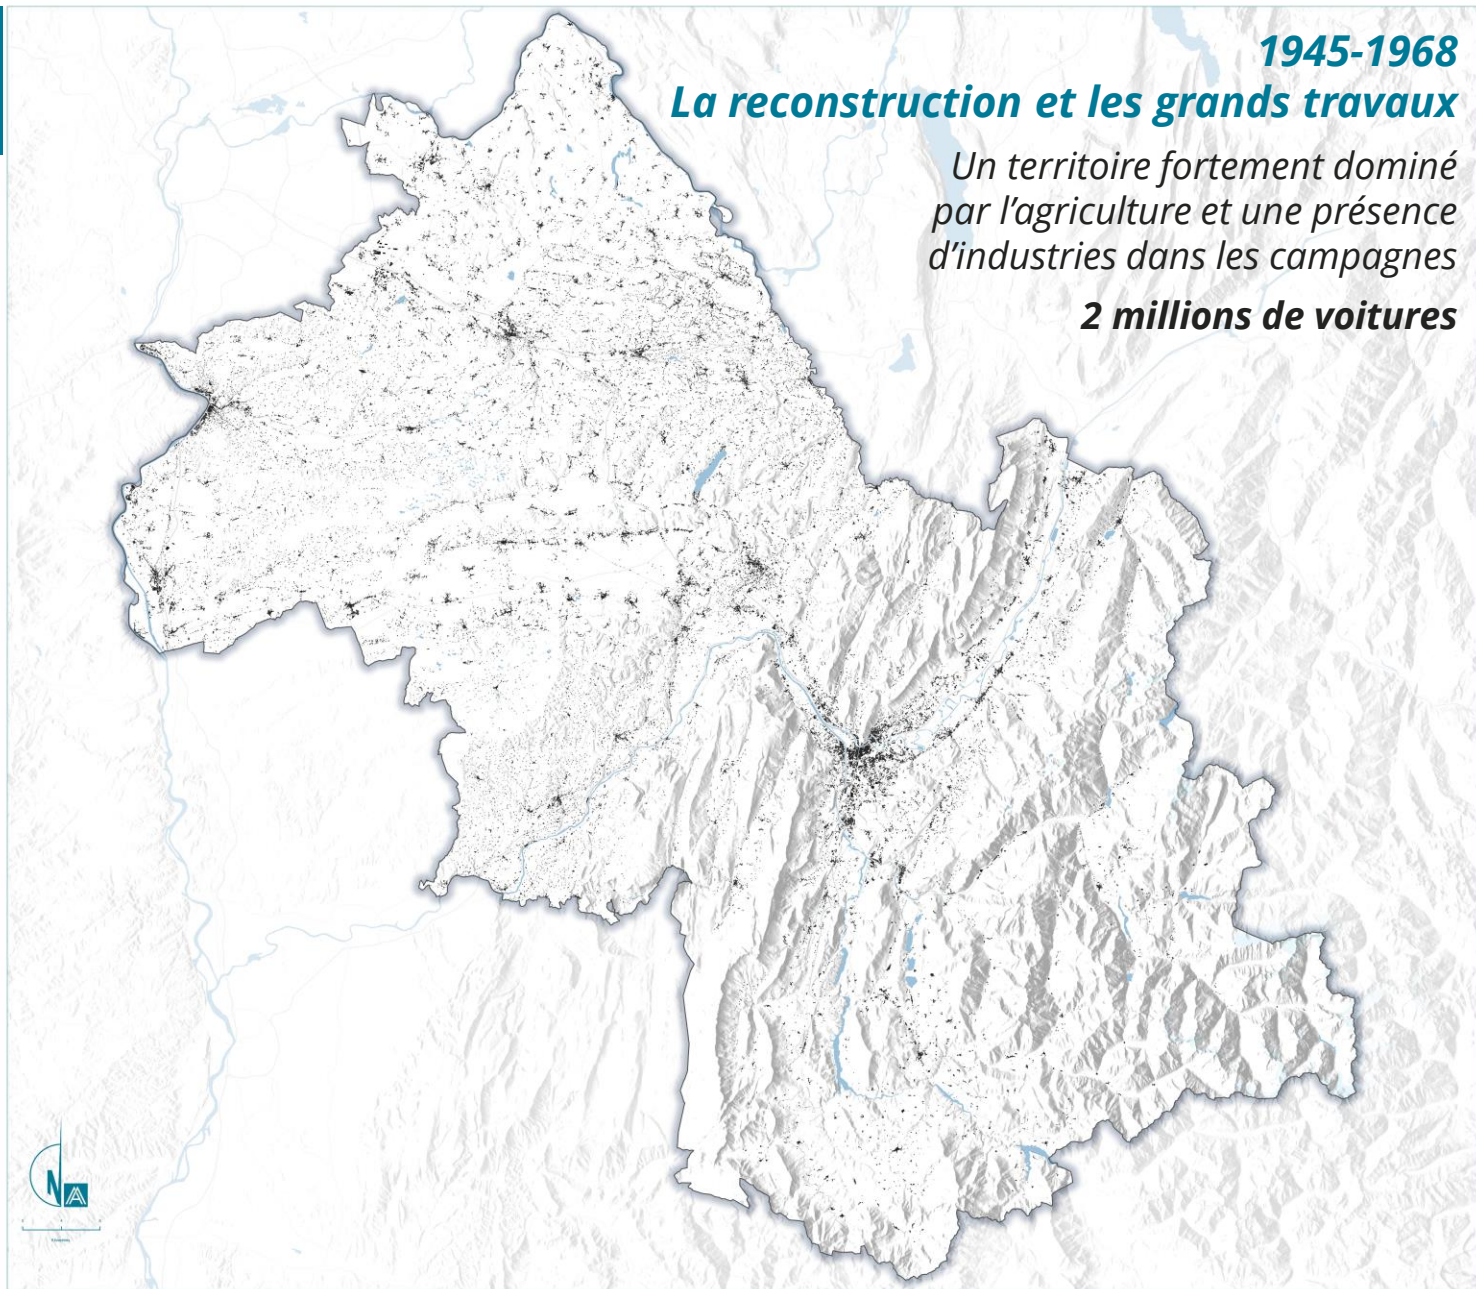 1945-1968
La reconstruction et les grands travaux
Un territoire fortement dominé
par l’agriculture et une présence
d’industries dans les campagnes
2 millions de voitures
N